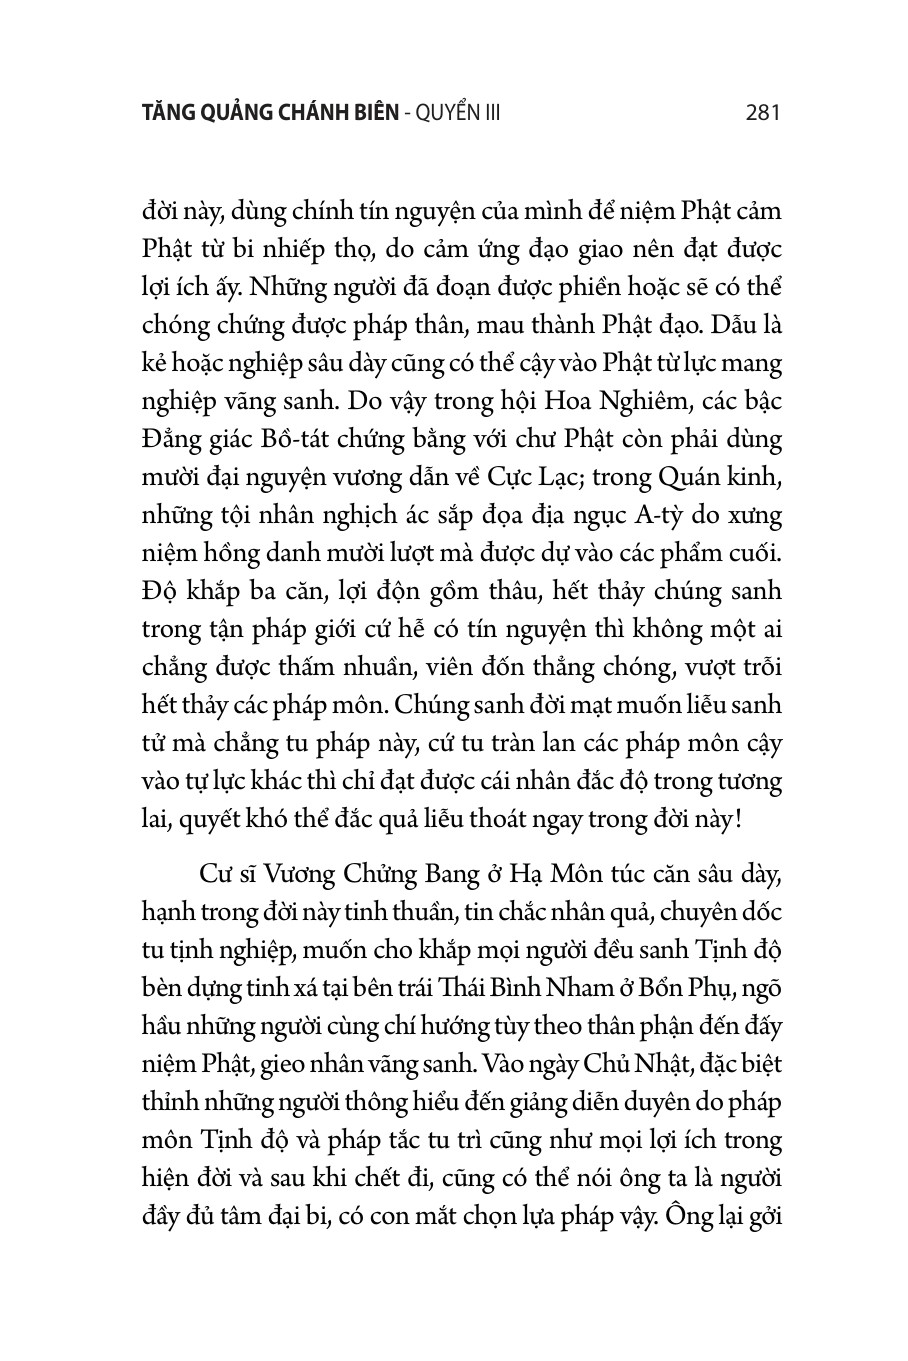 TĂNG QUẢNG CHÁNH BIÊN - QUYỂN III 281
đời này, dùng chính tín nguyện của mình để niệm Phật cảm
Phật từ bi nhiếp thọ, do cảm ứng đạo giao nên đạt được
lợi ích ấy. Những người đã đoạn được phiền hoặc sẽ có thể
chóng chứng được pháp thân, mau thành Phật đạo. Dẫu là
kẻ hoặc nghiệp sâu dày cũng có thể cậy vào Phật từ lực mang
nghiệp vãng sanh. Do vậy trong hội Hoa Nghiêm, các bậc
Đẳng giác Bồ-tát chứng bằng với chư Phật còn phải dùng
mười đại nguyện vương dẫn về Cực Lạc; trong Quán kinh,
những tội nhân nghịch ác sắp đọa địa ngục A-tỳ do xưng
niệm hồng danh mười lượt mà được dự vào các phẩm cuối.
Độ khắp ba căn, lợi độn gồm thâu, hết thảy chúng sanh
trong tận pháp giới cứ hễ có tín nguyện thì không một ai
chẳng được thấm nhuần, viên đốn thẳng chóng, vượt trỗi
hết thảy các pháp môn. Chúng sanh đời mạt muốn liễu sanh
tử mà chẳng tu pháp này, cứ tu tràn lan các pháp môn cậy
vào tự lực khác thì chỉ đạt được cái nhân đắc độ trong tương
lai, quyết khó thể đắc quả liễu thoát ngay trong đời này!
Cư sĩ Vương Chửng Bang ở Hạ Môn túc căn sâu dày,
hạnh trong đời này tinh thuần, tin chắc nhân quả, chuyên dốc
tu tịnh nghiệp, muốn cho khắp mọi người đều sanh Tịnh độ
bèn dựng tinh xá tại bên trái Thái Bình Nham ở Bổn Phụ, ngõ
hầu những người cùng chí hướng tùy theo thân phận đến đấy
niệm Phật, gieo nhân vãng sanh. Vào ngày Chủ Nhật, đặc biệt
thỉnh những người thông hiểu đến giảng diễn duyên do pháp
môn Tịnh độ và pháp tắc tu trì cũng như mọi lợi ích trong
hiện đời và sau khi chết đi, cũng có thể nói ông ta là người
đầy đủ tâm đại bi, có con mắt chọn lựa pháp vậy. Ông lại gởi